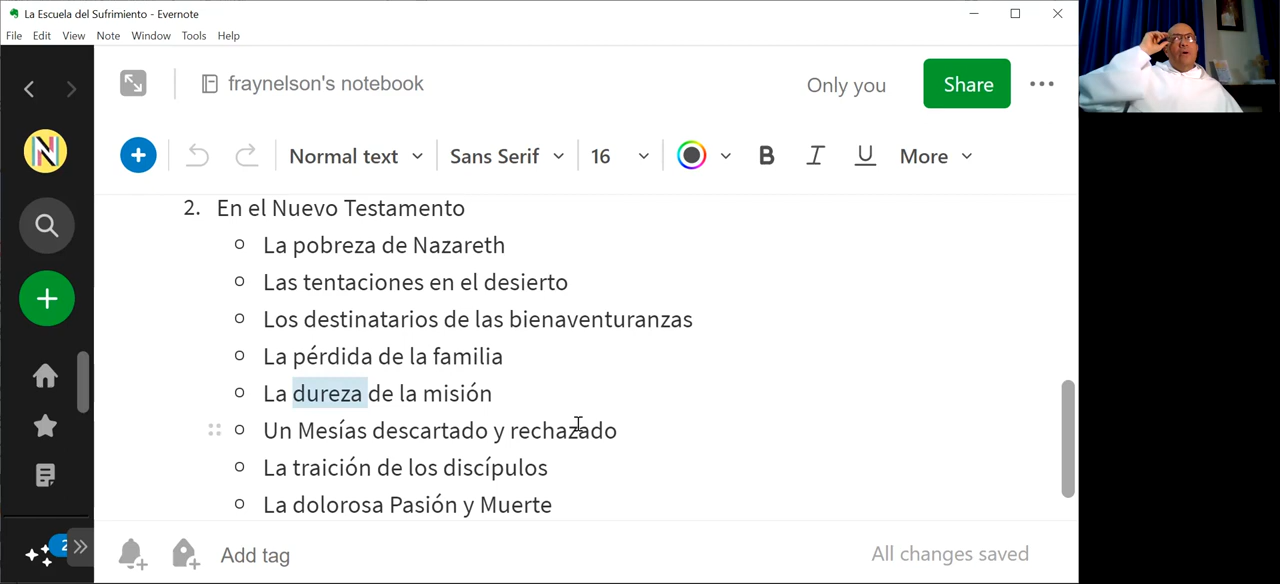 La Escuela del Sufrimiento - Evernote
File Edit View Note Window Tools Help
fraynelson's notebook
Only you
Share
Normal text
Sans Serif
16
B I U
More
2. En el Nuevo Testamento
La pobreza de Nazareth
Las tentaciones en el desierto
Los destinatarios de las bienaventuranzas
La pérdida de la familia
La dureza de la misión
Un Mesías descartado y rechazado
La traición de los discípulos
La dolorosa Pasión y Muerte
2
Add tag
All changes saved